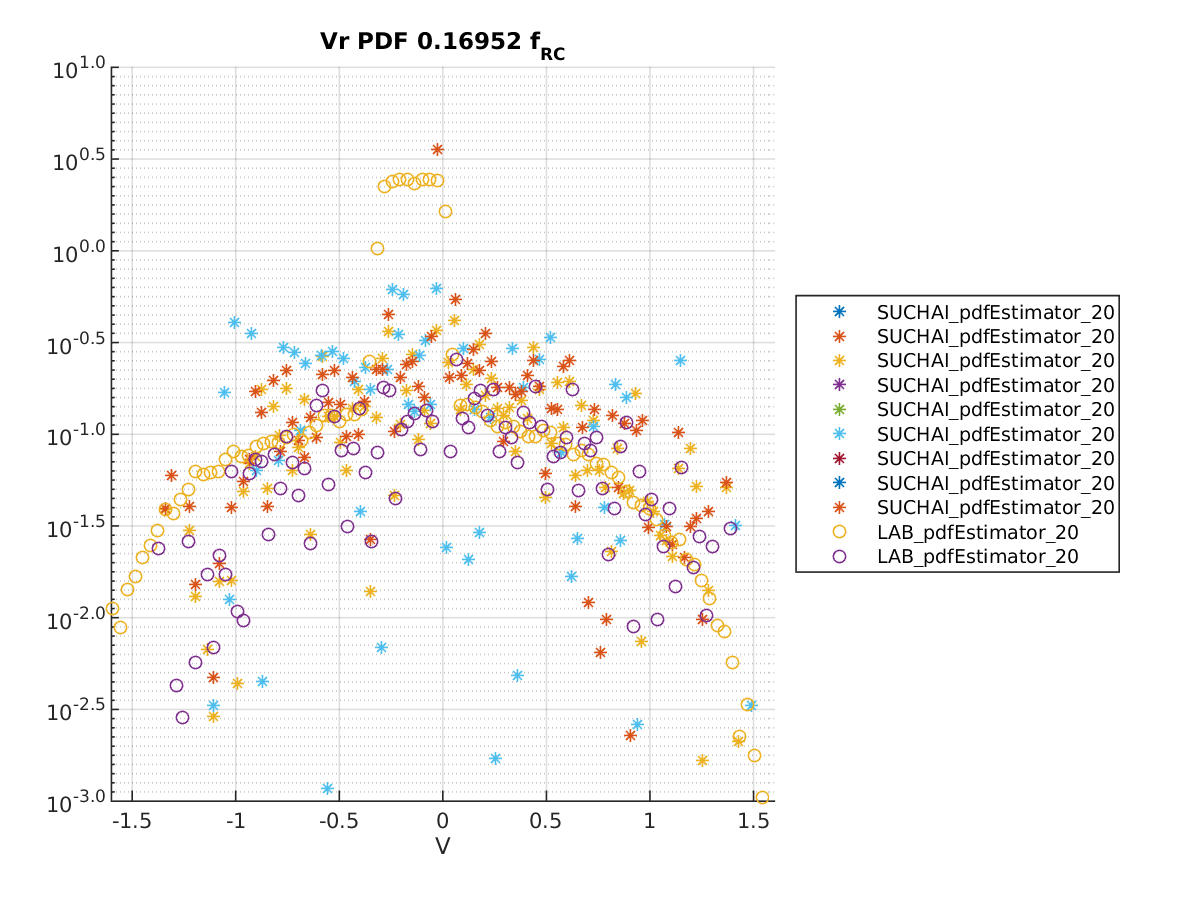 Vr PDF 0.16952 f_RC
10^1.0
10^0.5
10^0.0
10^-0.5
10^-1.0
10^-1.5
10^-2.0
10^-2.5
10^-3.0
-1.5 -1 -0.5 0 0.5 1 1.5
V
SUCHAI_pdfEstimator_20
SUCHAI_pdfEstimator_20
SUCHAI_pdfEstimator_20
SUCHAI_pdfEstimator_20
SUCHAI_pdfEstimator_20
SUCHAI_pdfEstimator_20
SUCHAI_pdfEstimator_20
SUCHAI_pdfEstimator_20
SUCHAI_pdfEstimator_20
LAB_pdfEstimator_20
LAB_pdfEstimator_20